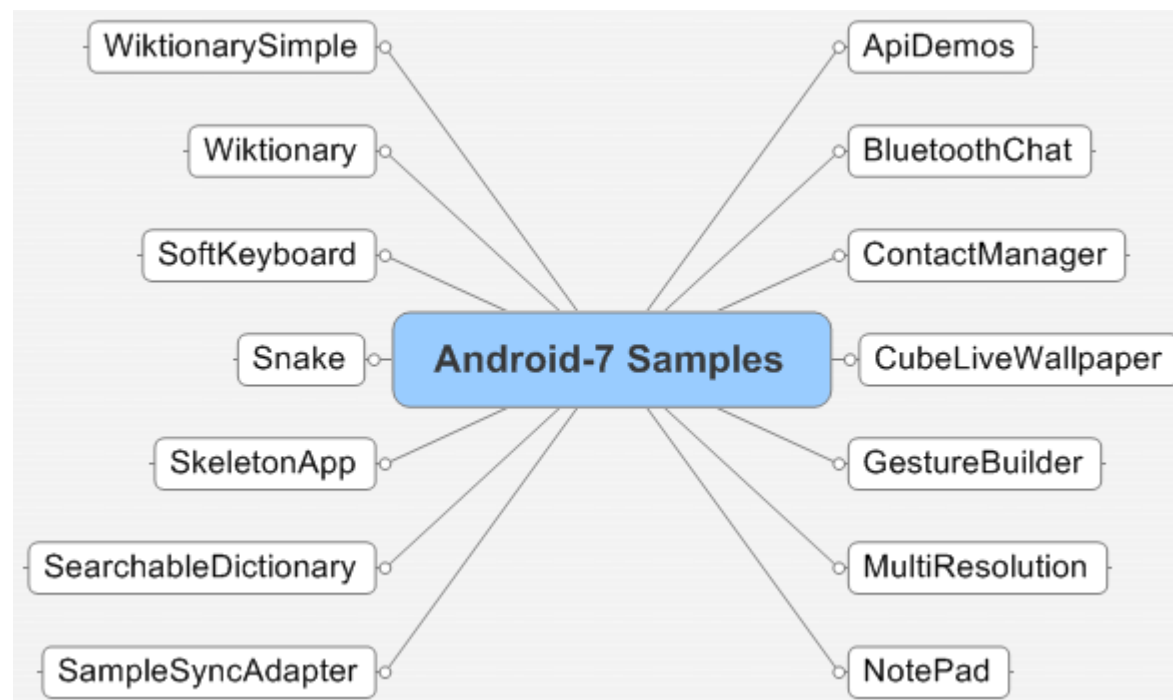 WiktionarySimple
ApiDemos
Wiktionary
BluetoothChat
SoftKeyboard
ContactManager
Snake
Android-7 Samples
CubeLiveWallpaper
SkeletonApp
GestureBuilder
SearchableDictionary
MultiResolution
SampleSyncAdapter
NotePad